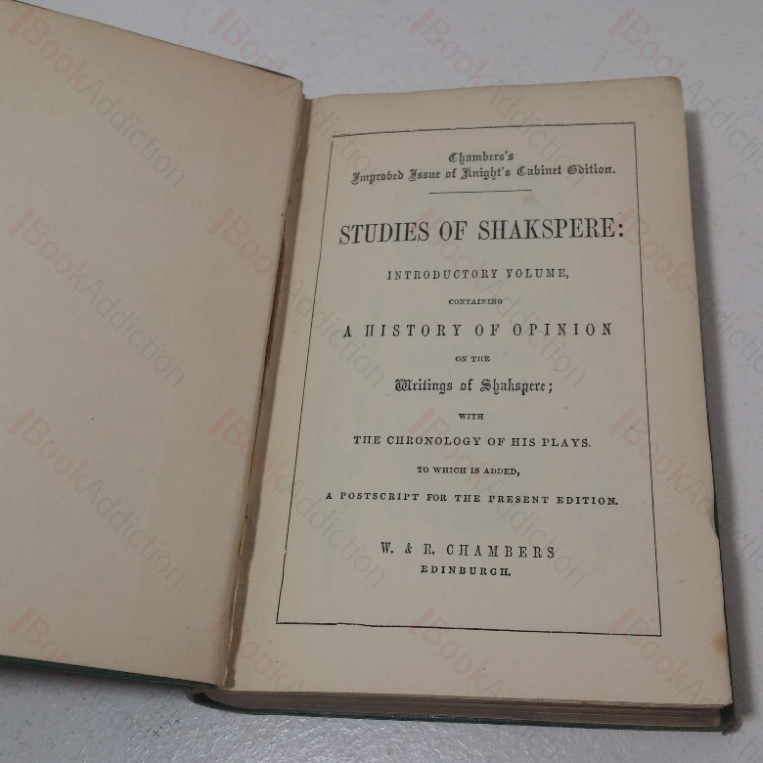 Chambers's
Improved Issue of Knight's Cabinet Edition.
STUDIES OF SHAKSPERE:
INTRODUCTORY VOLUME,
CONTAINING
A HISTORY OF OPINION
ON THE
Writings of Shakspere;
WITH
THE CHRONOLOGY OF HIS PLAYS.
TO WHICH IS ADDED,
A POSTSCRIPT FOR THE PRESENT EDITION.
W. & R. CHAMBERS
EDINBURGH.
BookAddiction